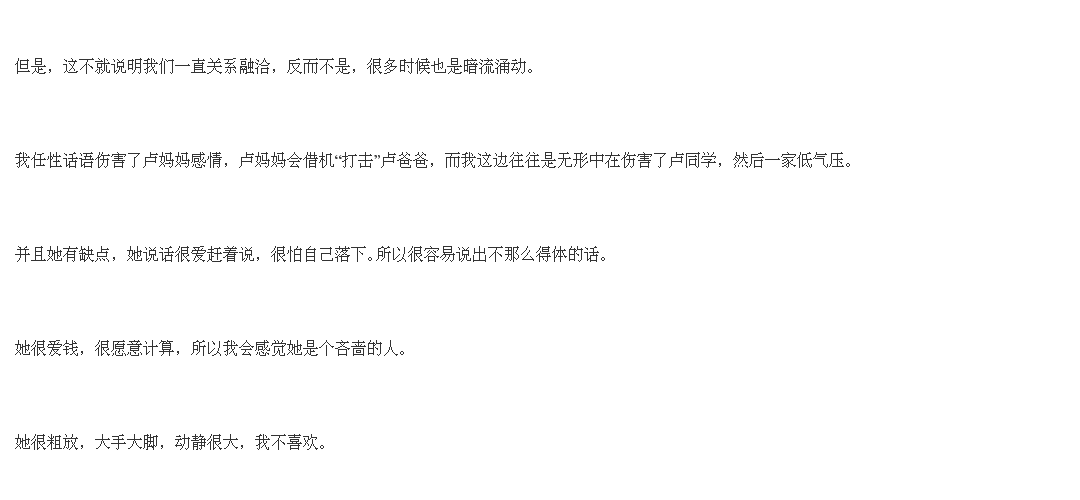 但是，这不就说明我们一直关系融洽，反而不是，很多时候也是暗流涌动。
我任性话语伤害了卢妈妈感情，卢妈妈会借机“打击”卢爸爸，而我这边往往是无形中在伤害了卢同学，然后一家低气压。
并且她有缺点，她说话很爱赶着说，很怕自己落下。所以很容易说出不那么得体的话。
她很爱钱，很愿意计算，所以我会感觉她是个吝啬的人。
她很粗放，大手大脚，动静很大，我不喜欢。